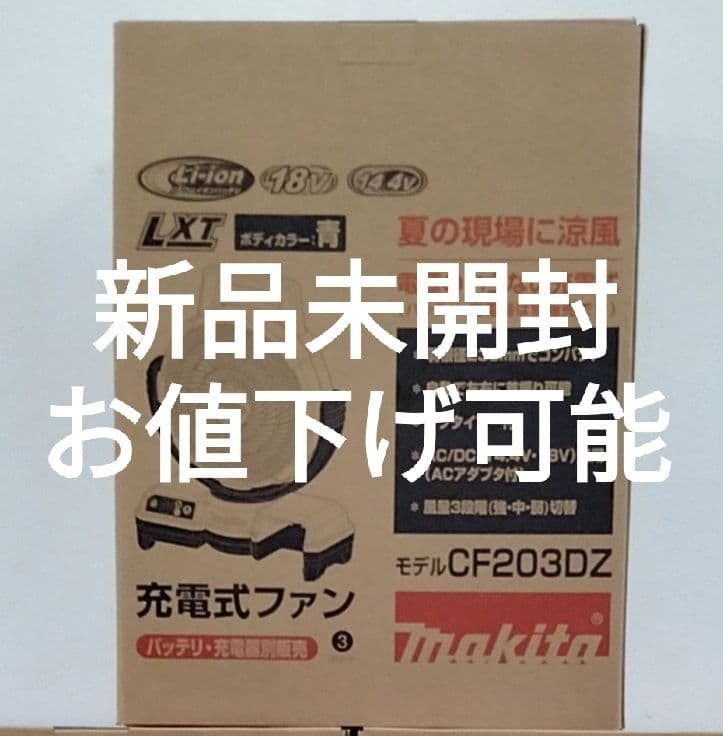 Li-ion
18V
14.4V
LXT
ボディカラー:青
夏の現場に涼風
新品未開封
お値下げ可能
(ACアダプタ付)
＊風量3段階(強・中・弱)切替
モデルCF203DZ
充電式ファン
バッテリ・充電器別販売
3
makita